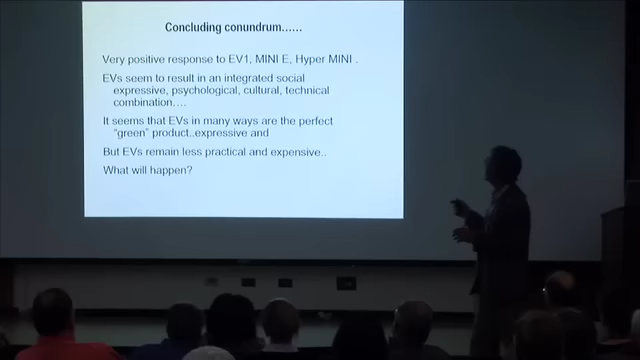 Concluding conundrum……
Very positive response to EV1, MINI E, Hyper MINI .
EVs seem to result in an integrated social
expressive, psychological, cultural, technical
combination….
It seems that EVs in many ways are the perfect
“green” product..expressive and
But EVs remain less practical and expensive..
What will happen?